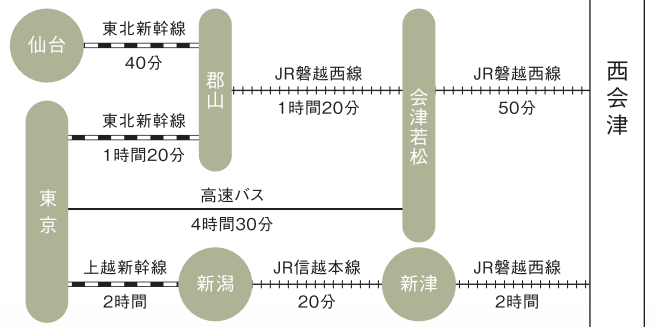 仙台
東北新幹線
40分
郡山
JR磐越西線
1時間20分
会津若松
JR磐越西線
50分
西会津
東京
東北新幹線
1時間20分
高速バス
4時間30分
上越新幹線
2時間
新潟
JR信越本線
20分
新津
JR磐越西線
2時間